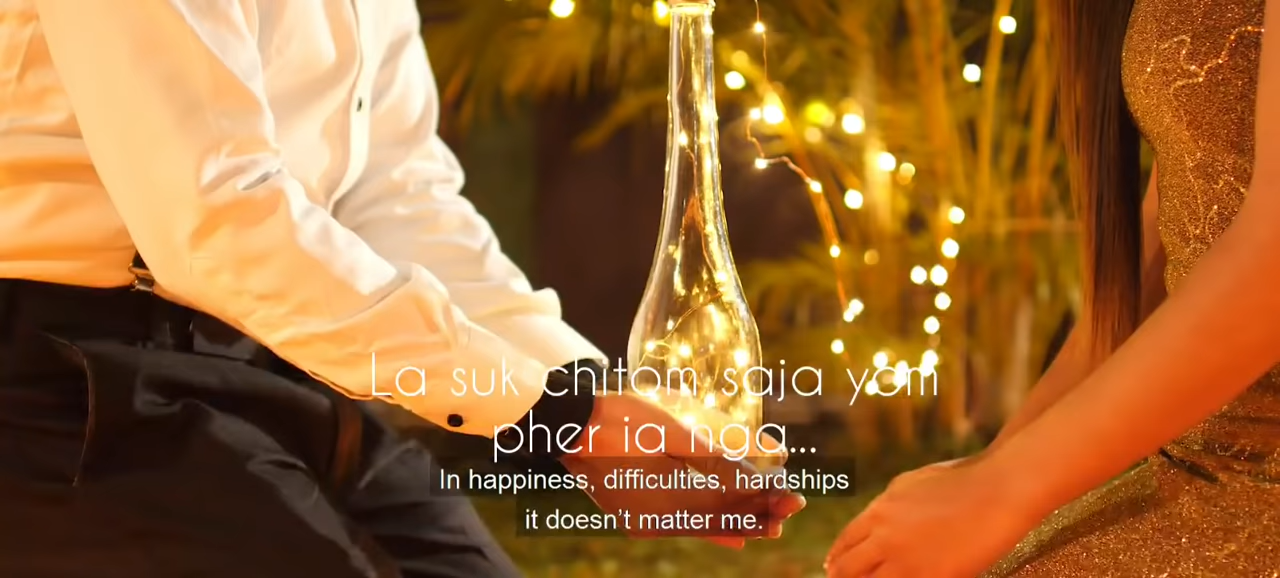 La suk chitom saja yom
pher ia nga...
In happiness, difficulties, hardships
it doesn't matter me.